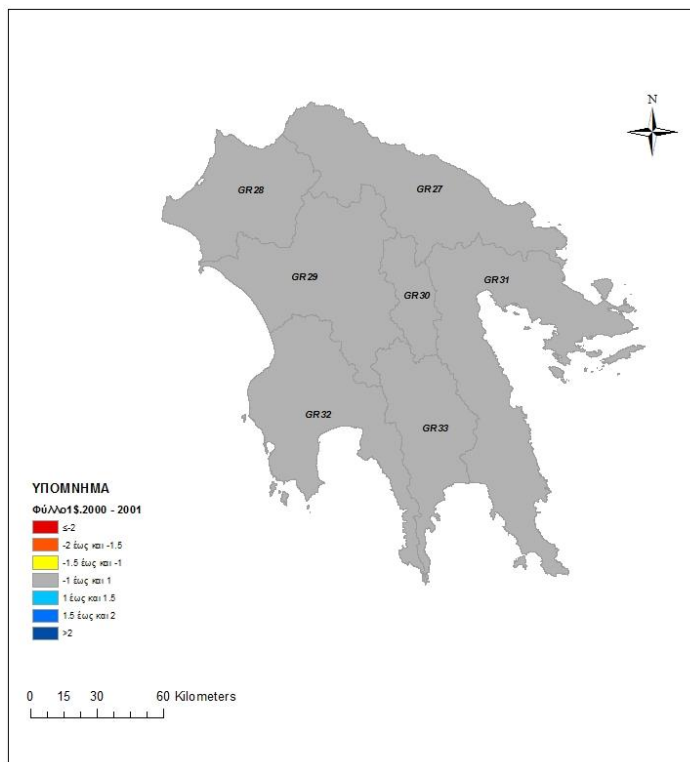 N
GR28
GR27
GR29
GR30
GR31
GR32
GR33
ΥΠΟΜΝΗΜΑ
Φύλλο1$.2000 - 2001
≤-2
-2 έως και -1.5
-1.5 έως και -1
-1 έως και 1
1 έως και 1.5
1.5 έως και 2
>2
0 15 30 60 Kilometers